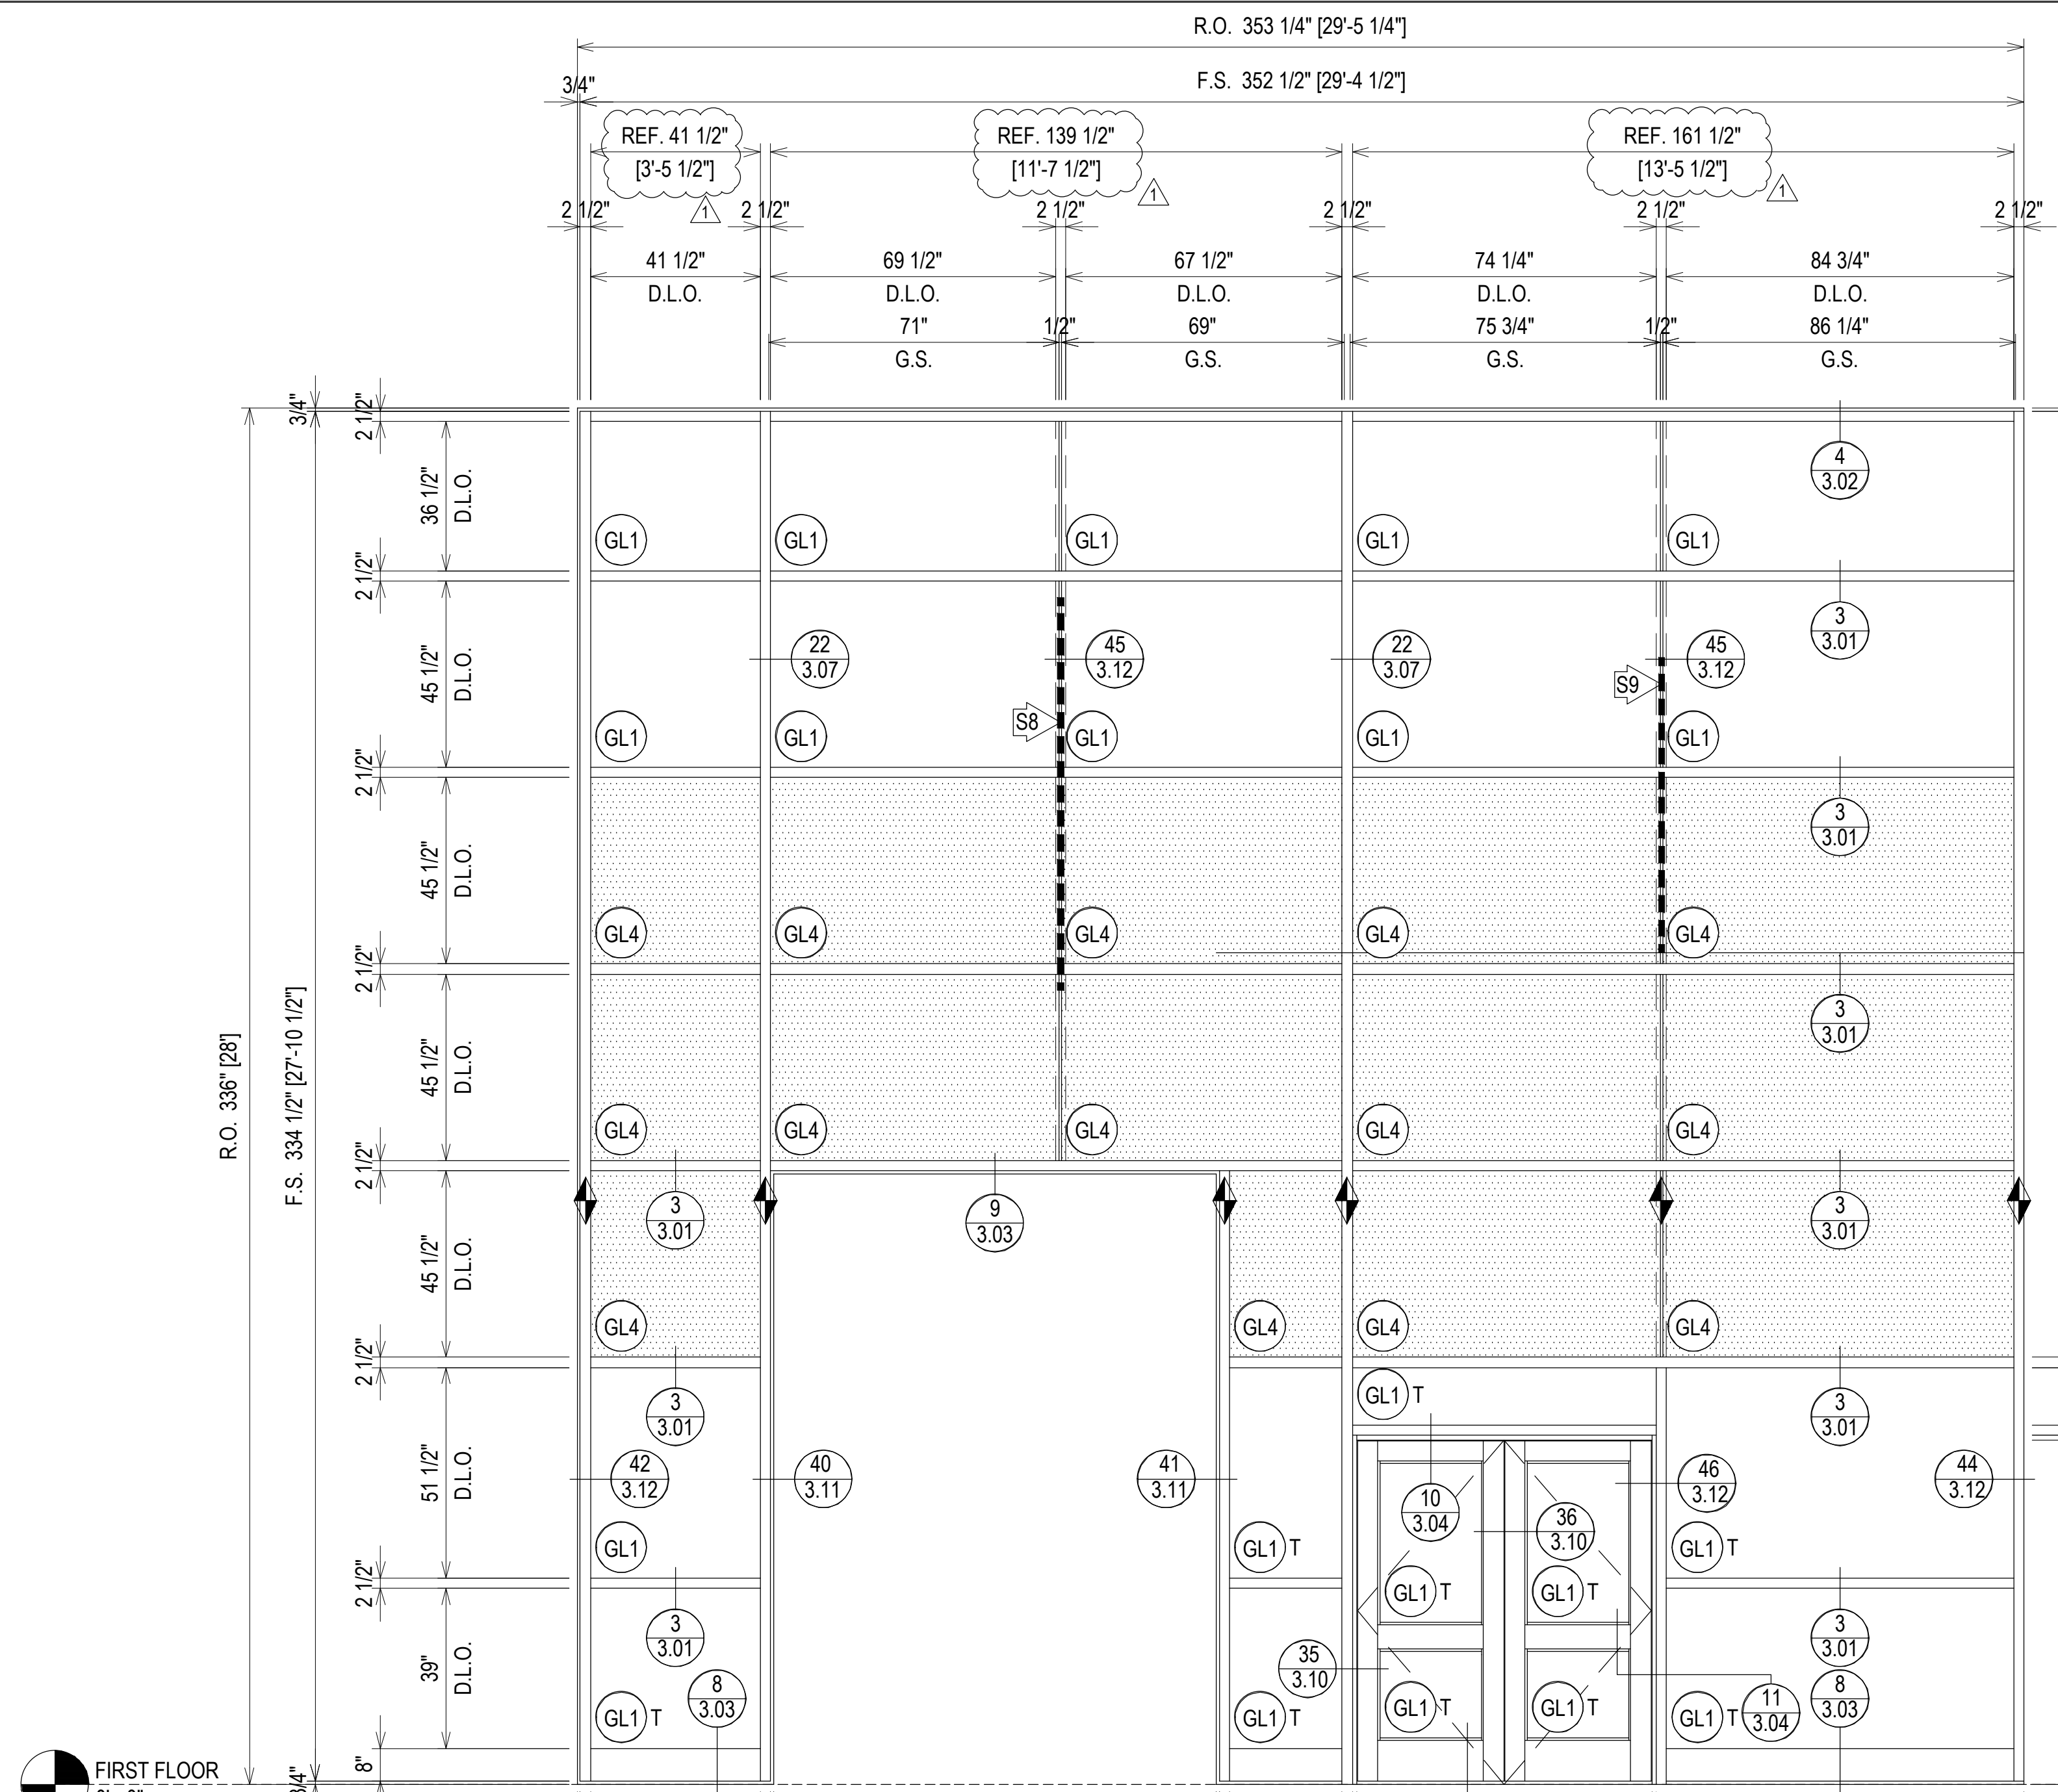 R.O. 353 1/4" [29'-5 1/4"]
F.S. 352 1/2" [29'-4 1/2"]
3/4"
REF. 41 1/2" REF. 139 1/2" REF. 161 1/2"
[3'-5 1/2"] [11'-7 1/2"] [13'-5 1/2"]
1 1 1
2 1/2" 2 1/2" 2 1/2" 2 1/2" 2 1/2" 2 1/2"
41 1/2" 69 1/2" 67 1/2" 74 1/4" 84 3/4"
D.L.O. D.L.O. D.L.O. D.L.O. D.L.O.
71" 1/2" 69" 75 3/4" 1/2" 86 1/4"
G.S. G.S. G.S. G.S.
R.O. 336" [28']
F.S. 334 1/2" [27'-10 1/2"]
3/4"
2 1/2"
36 1/2"
D.L.O.
2 1/2"
45 1/2"
D.L.O.
2 1/2"
45 1/2"
D.L.O.
2 1/2"
45 1/2"
D.L.O.
2 1/2"
45 1/2"
D.L.O.
2 1/2"
51 1/2"
D.L.O.
2 1/2"
39"
D.L.O.
8"
4
3.02
GL1 GL1 GL1 GL1 GL1
3
3.01
22 45 22 45
3.07 3.12 3.07 3.12
S9
S8
GL1 GL1 GL1 GL1 GL1
3
3.01
GL4 GL4 GL4 GL4 GL4
3
3.01
GL4 GL4 GL4 GL4 GL4
3 9 3
3.01 3.03 3.01
GL4 GL4 GL4 GL4
GL1 T
3 3
3.01 3.01
42 40 41 46 44
3.12 3.11 3.11 3.12 3.12
10 36
3.04 3.10
GL1 GL1 T GL1 T
GL1 T GL1 T
3 3
3.01 3.01
35
3.10
8 11 8
3.03 3.04 3.03
GL1 T GL1 T GL1 T GL1 T GL1 T
FIRST FLOOR